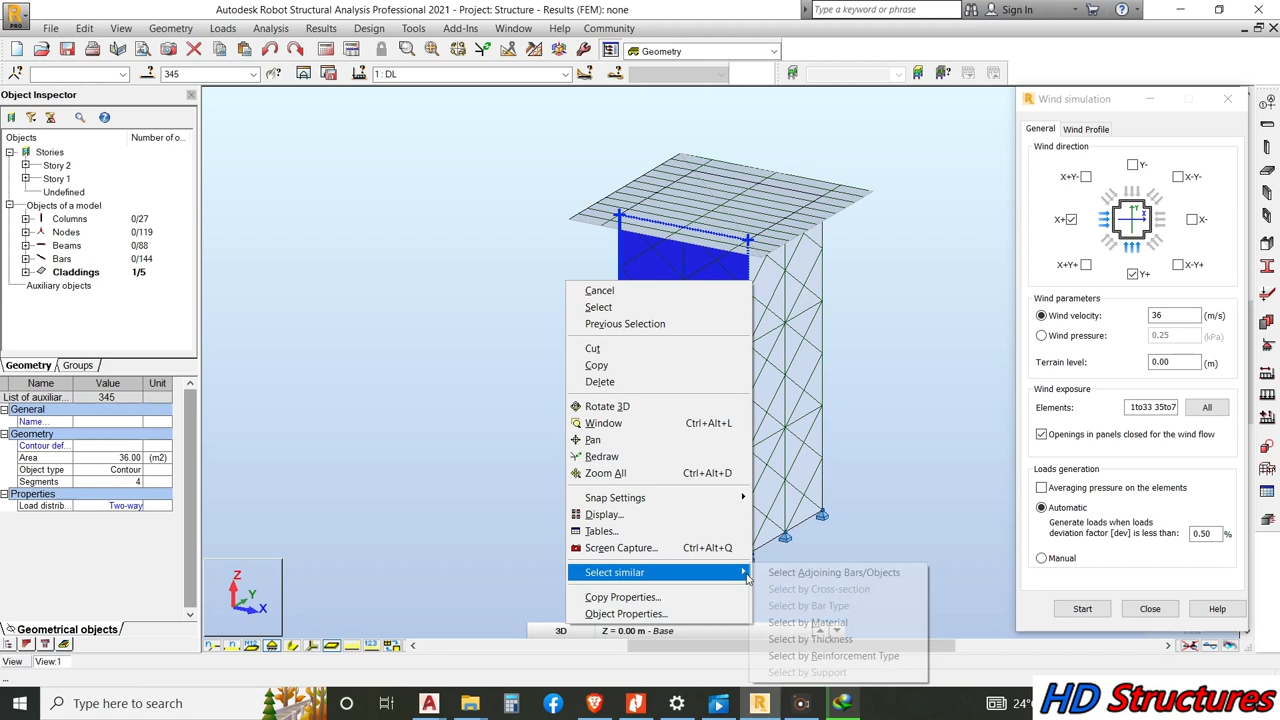 Autodesk Robot Structural Analysis Professional 2021 - Project: Structure - Results (FEM): none
Type a keyword or phrase
Sign In
PRO
File Edit View Geometry Loads Analysis Results Design Tools Add-Ins Window Help Community
Geometry
345
1 : DL
Object Inspector
Objects Number of o...
Stories
Story 2
Story 1
Undefined
Objects of a model
Columns 0/27
Nodes 0/119
Beams 0/88
Bars 0/144
Claddings 1/5
Auxiliary objects
Geometry Groups
Name Value Unit
List of auxiliar... 345
General
Name...
Geometry
Contour def...
Area 36.00 (m2)
Object type Contour
Segments 4
Properties
Load distrib... Two-way
Geometrical objects
View View:1
...
Z
Y
X
3D Z = 0.00 m - Base
Cancel
Select
Previous Selection
Cut
Copy
Delete
Rotate 3D
Window Ctrl+Alt+L
Pan
Redraw
Zoom All Ctrl+Alt+D
Snap Settings
Display...
Tables...
Screen Capture... Ctrl+Alt+Q
Select similar
Copy Properties...
Object Properties...
Select Adjoining Bars/Objects
Select by Cross-section
Select by Bar Type
Select by Material
Select by Thickness
Select by Reinforcement Type
Select by Support
Wind simulation
General Wind Profile
Wind direction
Y-
X+Y- X-Y-
X+ Y X X-
X+Y+ X-Y+
Y+
Wind parameters
Wind velocity: 36 (m/s)
Wind pressure: 0.25 (kPa)
Terrain level: 0.00 (m)
Wind exposure
Elements: 1to33 35to7 All
Openings in panels closed for the wind flow
Loads generation
Averaging pressure on the elements
Automatic
Generate loads when loads
deviation factor [dev] is less than: 0.50 %
Manual
Start Close Help
Type here to search
24°
HD Structures